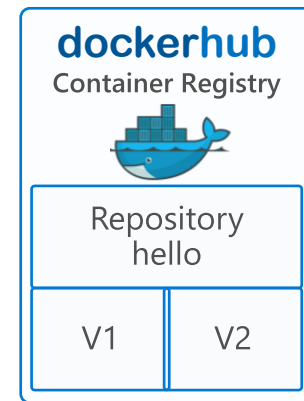 dockerhub
Container Registry
Repository
hello
V1
V2